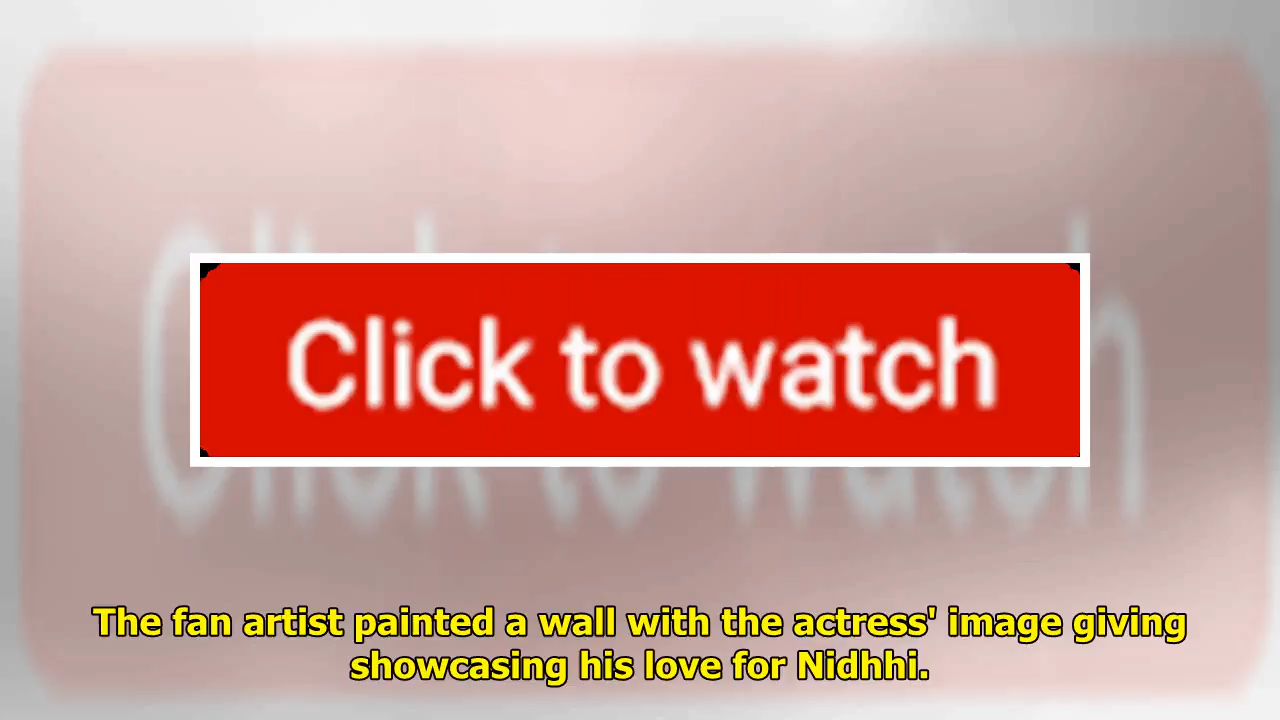 Click to watch
The fan artist painted a wall with the actress' image giving
showcasing his love for Nidhhi.